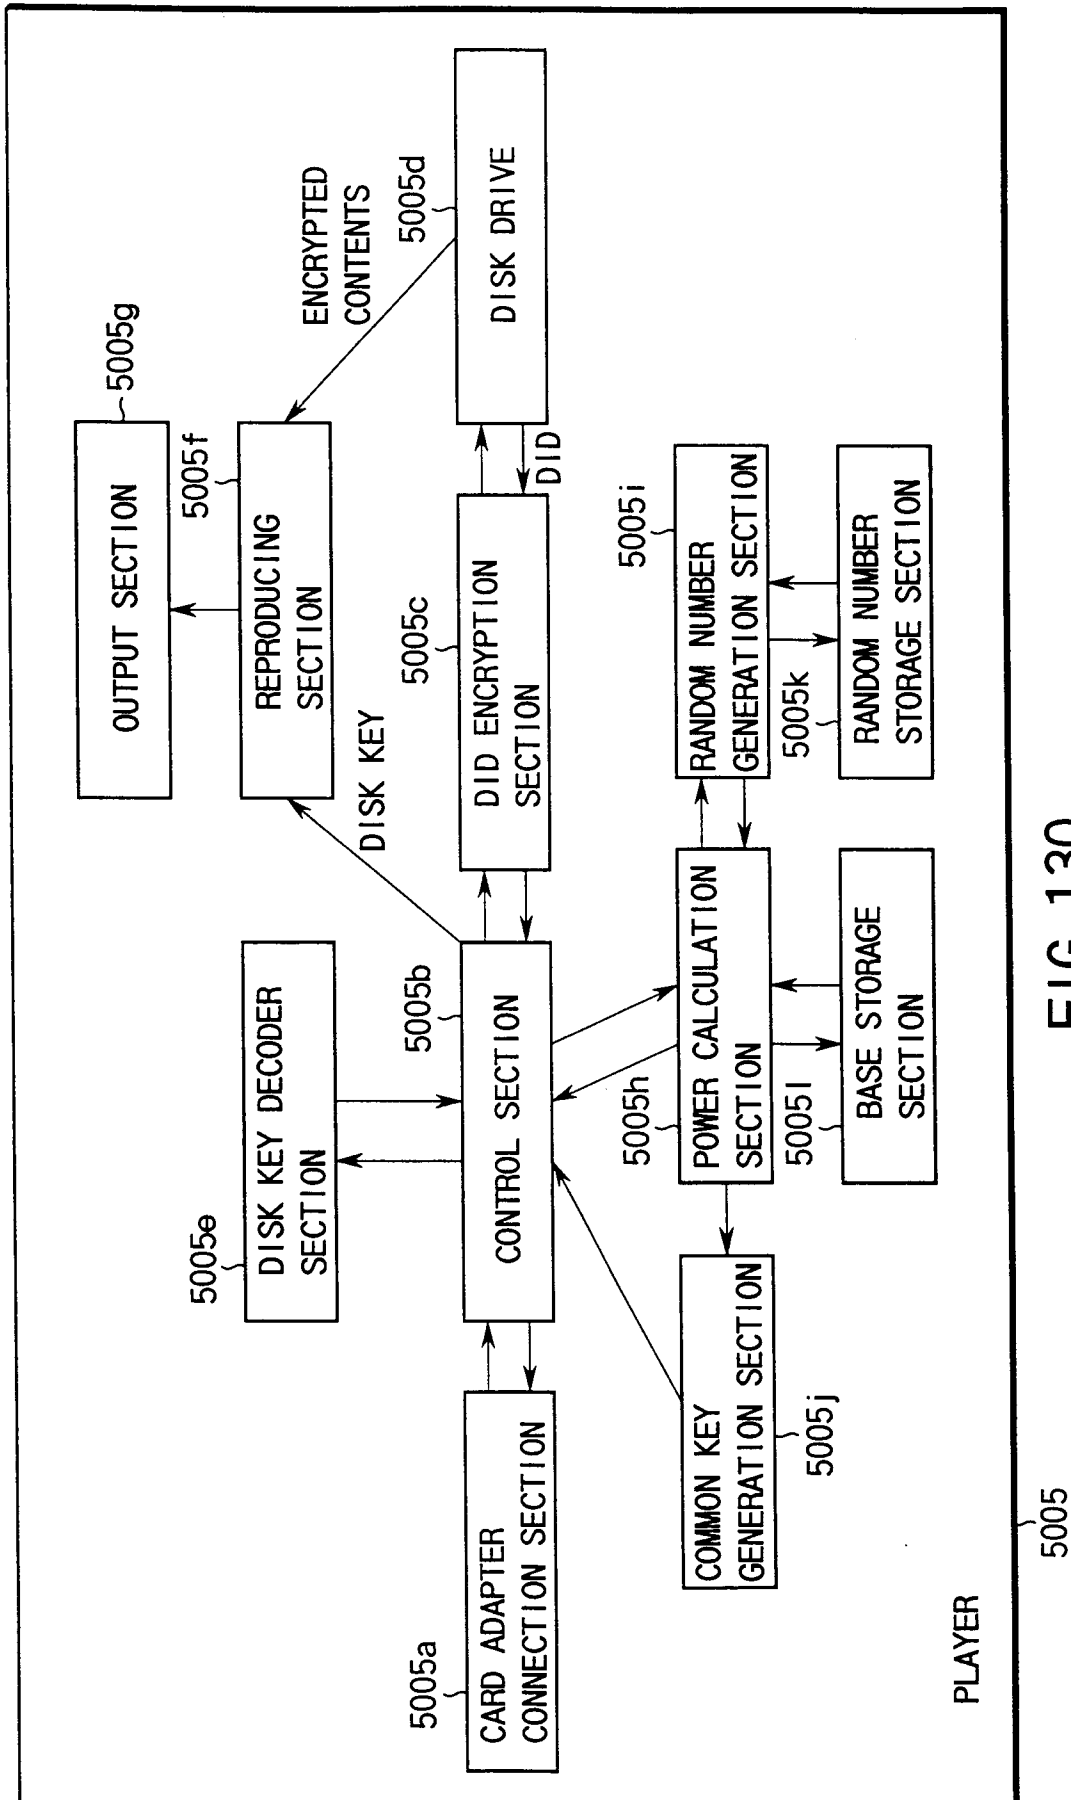 5005g
OUTPUT SECTION
5005f
REPRODUCING
SECTION
ENCRYPTED
CONTENTS
DISK KEY
5005e
DISK KEY DECODER
SECTION
5005a
CARD ADAPTER
CONNECTION SECTION
5005b
CONTROL SECTION
5005c
DID ENCRYPTION
SECTION
DID
5005d
DISK DRIVE
5005j
COMMON KEY
GENERATION SECTION
5005h
POWER CALCULATION
SECTION
5005i
RANDOM NUMBER
GENERATION SECTION
5005l
BASE STORAGE
SECTION
5005k
RANDOM NUMBER
STORAGE SECTION
PLAYER
5005
FIG. 130